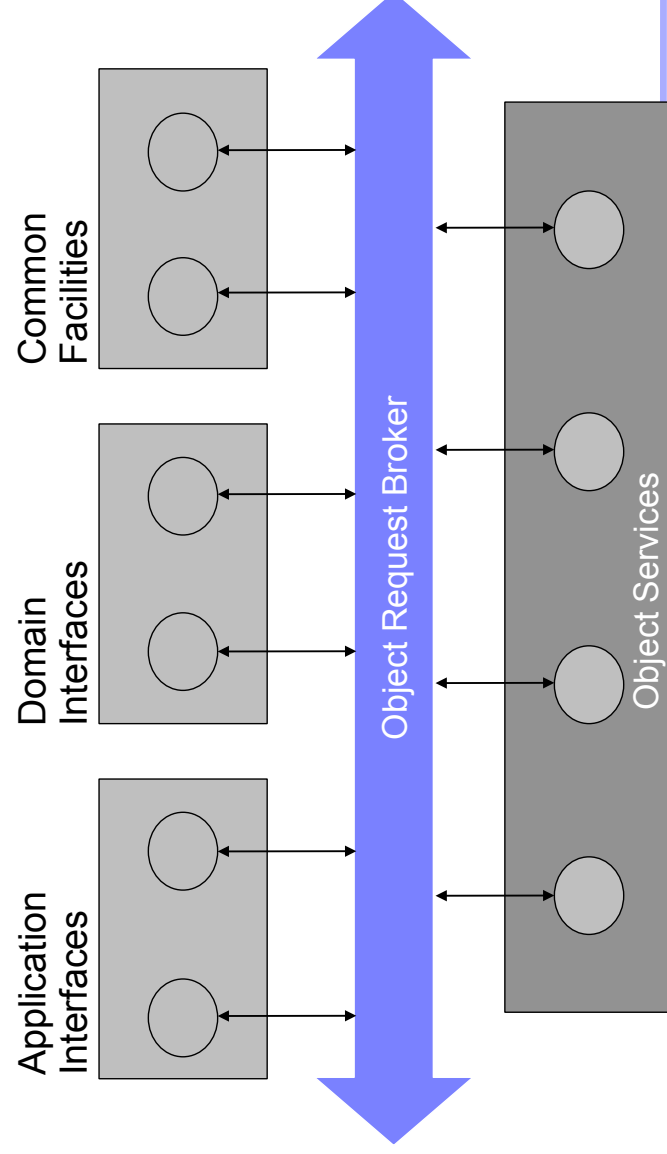 Application
Interfaces
Domain
Interfaces
Common
Facilities
Object Request Broker
Object Services